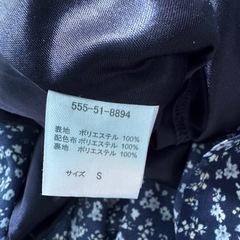 555-51-8894
表地 ポリエステル 100%
配色布 ポリエステル 100%
裏地 ポリエステル 100%
サイズ S